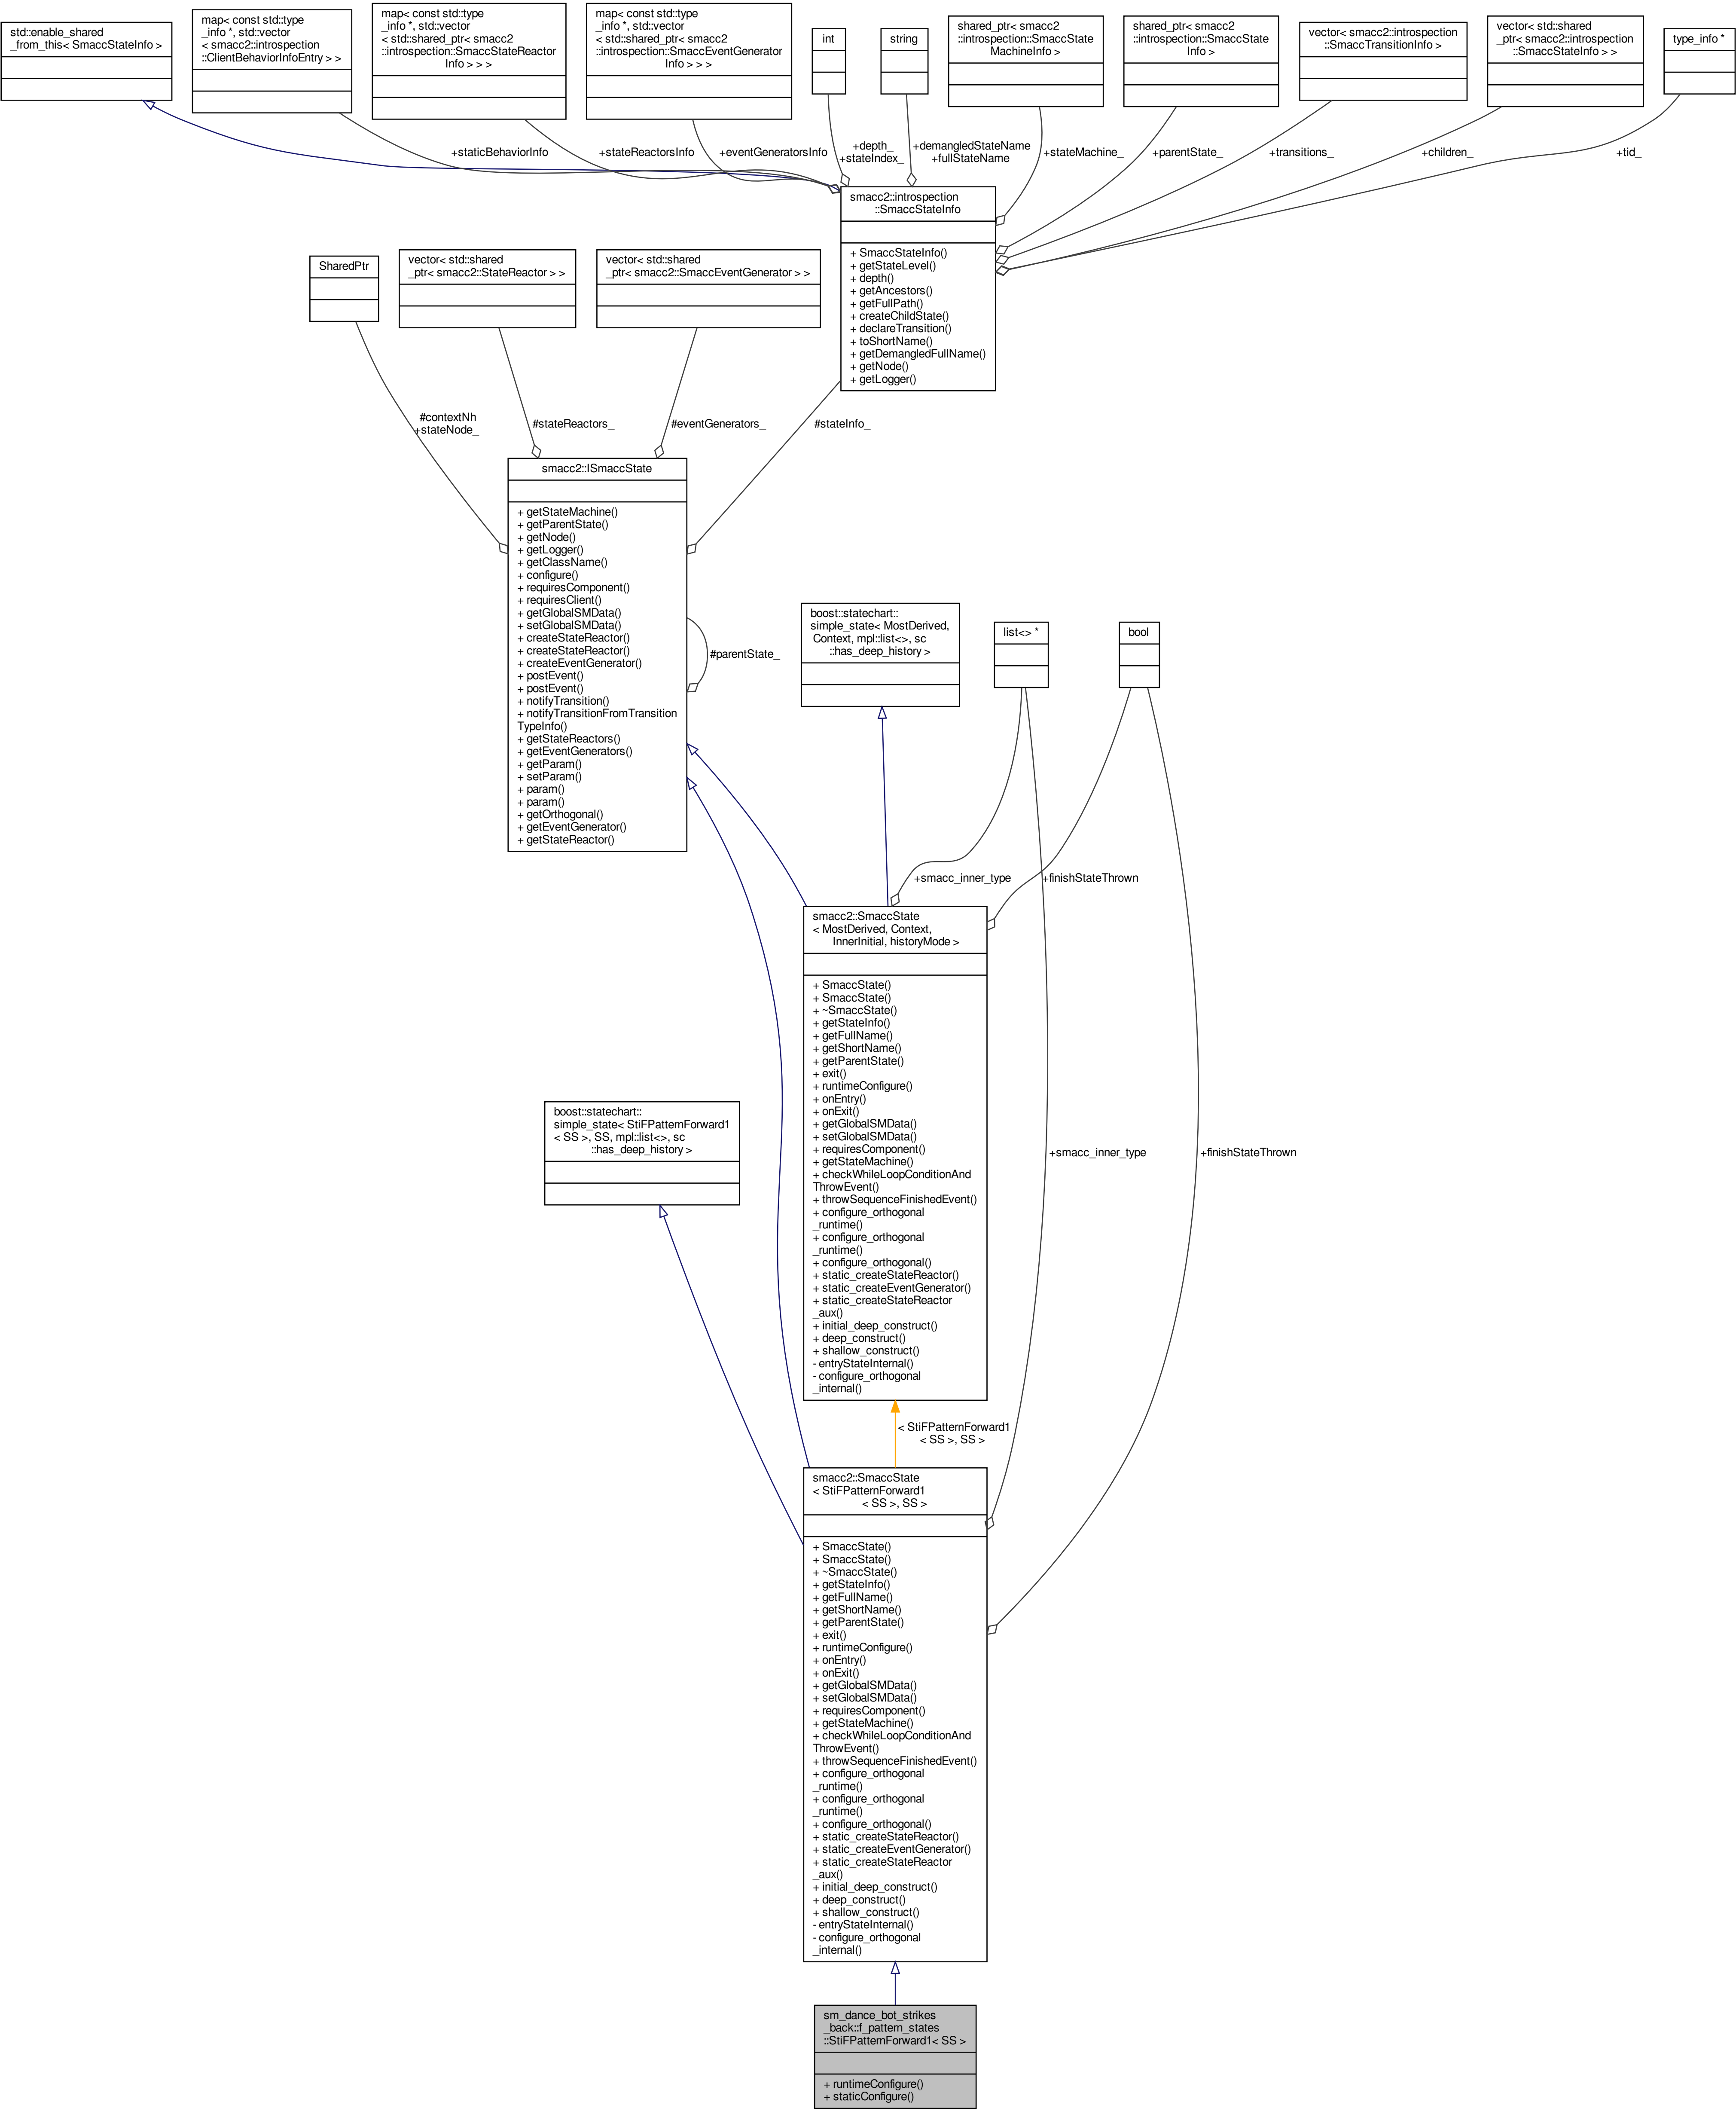 std::enable_shared
_from_this< SmaccStateInfo >
map< const std::type
_info *, std::vector
< smacc2::introspection
::ClientBehaviorInfoEntry > >
map< const std::type
_info *, std::vector
< std::shared_ptr< smacc2
::introspection::SmaccStateReactor
Info > > >
map< const std::type
_info *, std::vector
< std::shared_ptr< smacc2
::introspection::SmaccEventGenerator
Info > > >
int
string
shared_ptr< smacc2
::introspection::SmaccState
MachineInfo >
shared_ptr< smacc2
::introspection::SmaccState
Info >
vector< smacc2::introspection
::SmaccTransitionInfo >
vector< std::shared
_ptr< smacc2::introspection
::SmaccStateInfo > >
type_info *
+staticBehaviorInfo
+stateReactorsInfo
+eventGeneratorsInfo
+depth_
+stateIndex_
+demangledStateName
+fullStateName
+stateMachine_
+parentState_
+transitions_
+children_
+tid_
smacc2::introspection
::SmaccStateInfo
+ SmaccStateInfo()
+ getStateLevel()
+ depth()
+ getAncestors()
+ getFullPath()
+ createChildState()
+ declareTransition()
+ toShortName()
+ getDemangledFullName()
+ getNode()
+ getLogger()
SharedPtr
vector< std::shared
_ptr< smacc2::StateReactor > >
vector< std::shared
_ptr< smacc2::SmaccEventGenerator > >
#contextNh
+stateNode_
#stateReactors_
#eventGenerators_
#stateInfo_
smacc2::ISmaccState
+ getStateMachine()
+ getParentState()
+ getNode()
+ getLogger()
+ getClassName()
+ configure()
+ requiresComponent()
+ requiresClient()
+ getGlobalSMData()
+ setGlobalSMData()
+ createStateReactor()
+ createStateReactor()
+ createEventGenerator()
+ postEvent()
+ postEvent()
+ notifyTransition()
+ notifyTransitionFromTransition
TypeInfo()
+ getStateReactors()
+ getEventGenerators()
+ getParam()
+ setParam()
+ param()
+ param()
+ getOrthogonal()
+ getEventGenerator()
+ getStateReactor()
#parentState_
boost::statechart::
simple_state< MostDerived,
Context, mpl::list<>, sc
::has_deep_history >
list<> *
bool
+smacc_inner_type
+finishStateThrown
smacc2::SmaccState
< MostDerived, Context,
InnerInitial, historyMode >
+ SmaccState()
+ SmaccState()
+ ~SmaccState()
+ getStateInfo()
+ getFullName()
+ getShortName()
+ getParentState()
+ exit()
+ runtimeConfigure()
+ onEntry()
+ onExit()
+ getGlobalSMData()
+ setGlobalSMData()
+ requiresComponent()
+ getStateMachine()
+ checkWhileLoopConditionAnd
ThrowEvent()
+ throwSequenceFinishedEvent()
+ configure_orthogonal
_runtime()
+ configure_orthogonal
_runtime()
+ configure_orthogonal()
+ static_createStateReactor()
+ static_createEventGenerator()
+ static_createStateReactor
_aux()
+ initial_deep_construct()
+ deep_construct()
+ shallow_construct()
- entryStateInternal()
- configure_orthogonal
_internal()
boost::statechart::
simple_state< StiFPatternForward1
< SS >, SS, mpl::list<>, sc
::has_deep_history >
+smacc_inner_type
+finishStateThrown
< StiFPatternForward1
< SS >, SS >
smacc2::SmaccState
< StiFPatternForward1
< SS >, SS >
+ SmaccState()
+ SmaccState()
+ ~SmaccState()
+ getStateInfo()
+ getFullName()
+ getShortName()
+ getParentState()
+ exit()
+ runtimeConfigure()
+ onEntry()
+ onExit()
+ getGlobalSMData()
+ setGlobalSMData()
+ requiresComponent()
+ getStateMachine()
+ checkWhileLoopConditionAnd
ThrowEvent()
+ throwSequenceFinishedEvent()
+ configure_orthogonal
_runtime()
+ configure_orthogonal
_runtime()
+ configure_orthogonal()
+ static_createStateReactor()
+ static_createEventGenerator()
+ static_createStateReactor
_aux()
+ initial_deep_construct()
+ deep_construct()
+ shallow_construct()
- entryStateInternal()
- configure_orthogonal
_internal()
sm_dance_bot_strikes
_back::f_pattern_states
::StiFPatternForward1< SS >
+ runtimeConfigure()
+ staticConfigure()